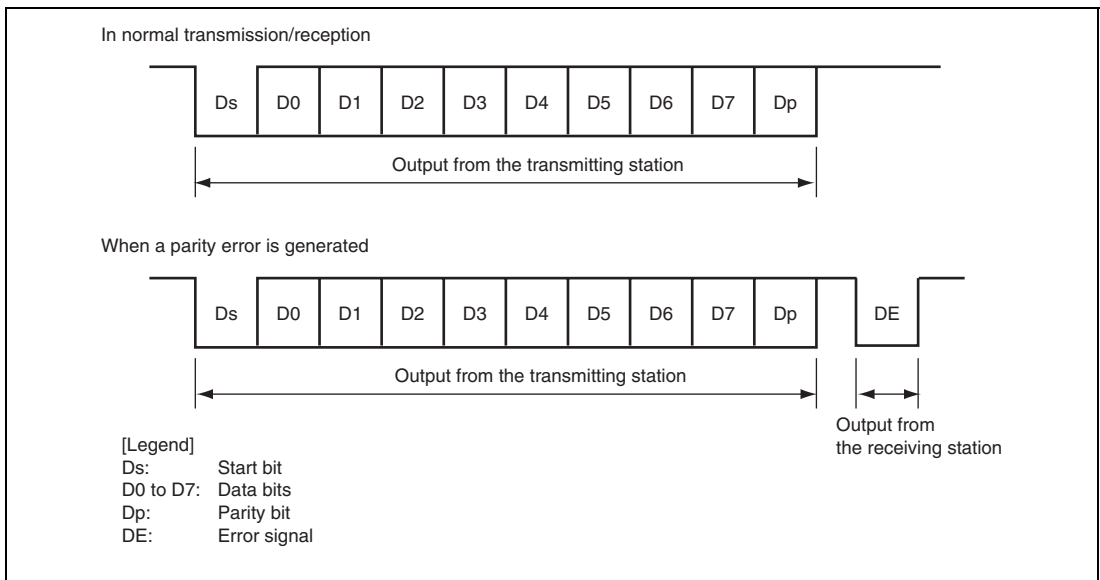 In normal transmission/reception
Ds D0 D1 D2 D3 D4 D5 D6 D7 Dp
Output from the transmitting station
When a parity error is generated
Ds D0 D1 D2 D3 D4 D5 D6 D7 Dp DE
Output from the transmitting station
Output from
the receiving station
[Legend]
Ds: Start bit
D0 to D7: Data bits
Dp: Parity bit
DE: Error signal